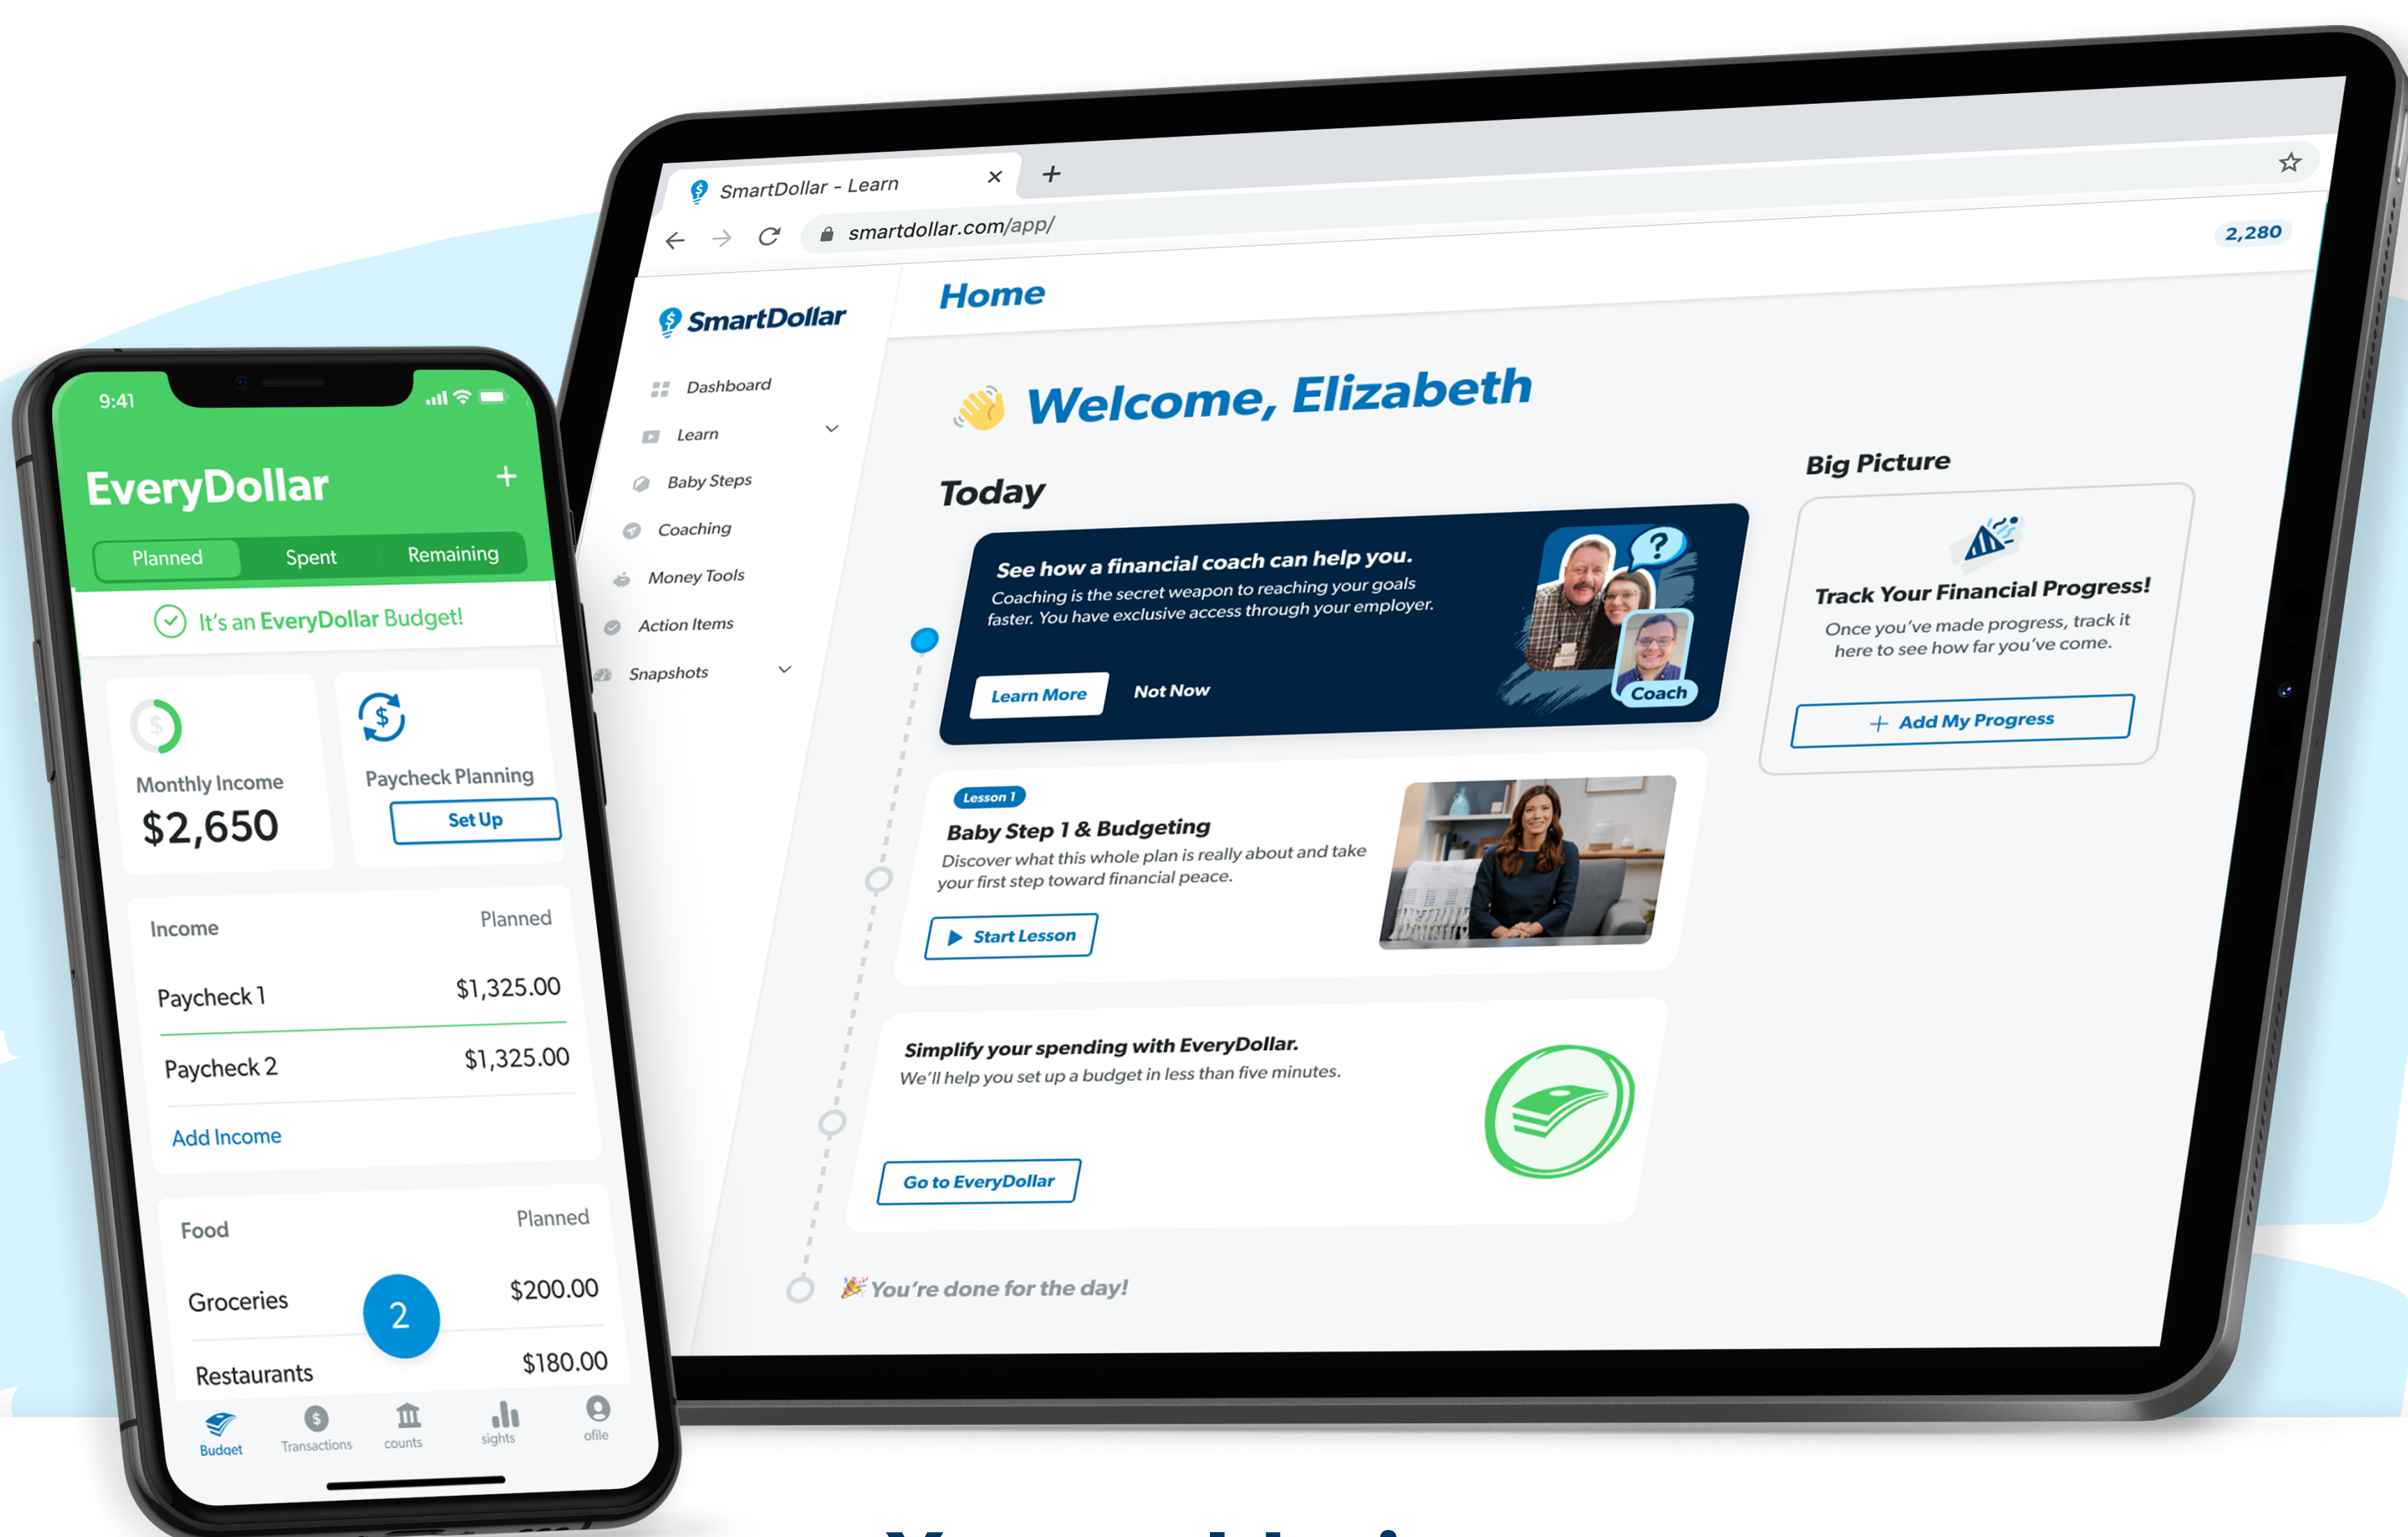 9:41
EveryDollar
+
Planned Spent Remaining
It's an EveryDollar Budget!
Monthly Income
$2,650
Paycheck Planning
Set Up
Income Planned
Paycheck 1 $1,325.00
Paycheck 2 $1,325.00
Add Income
Food Planned
Groceries $200.00
2
Restaurants $180.00
Budget Transactions counts sights ofile
SmartDollar - Learn
smartdollar.com/app/
SmartDollar
Dashboard
Learn
Baby Steps
Coaching
Money Tools
Action Items
Snapshots
Home
2,280
Welcome, Elizabeth
Today
See how a financial coach can help you.
Coaching is the secret weapon to reaching your goals
faster. You have exclusive access through your employer.
Learn More Not Now
?
Coach
Lesson 1
Baby Step 1 & Budgeting
Discover what this whole plan is really about and take
your first step toward financial peace.
Start Lesson
Simplify your spending with EveryDollar.
We'll help you set up a budget in less than five minutes.
Go to EveryDollar
You're done for the day!
Big Picture
Track Your Financial Progress!
Once you've made progress, track it
here to see how far you've come.
+ Add My Progress